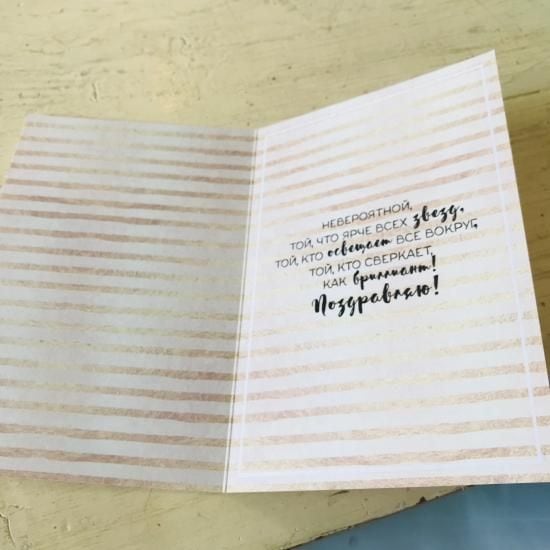 НЕВЕРОЯТНОЙ,
ТОЙ, ЧТО ЯРЧЕ ВСЕХ звезд,
ТОЙ, КТО освещает ВСЕ ВОКРУГ,
ТОЙ, КТО СВЕРКАЕТ,
КАК бриллиант!
Поздравляю!